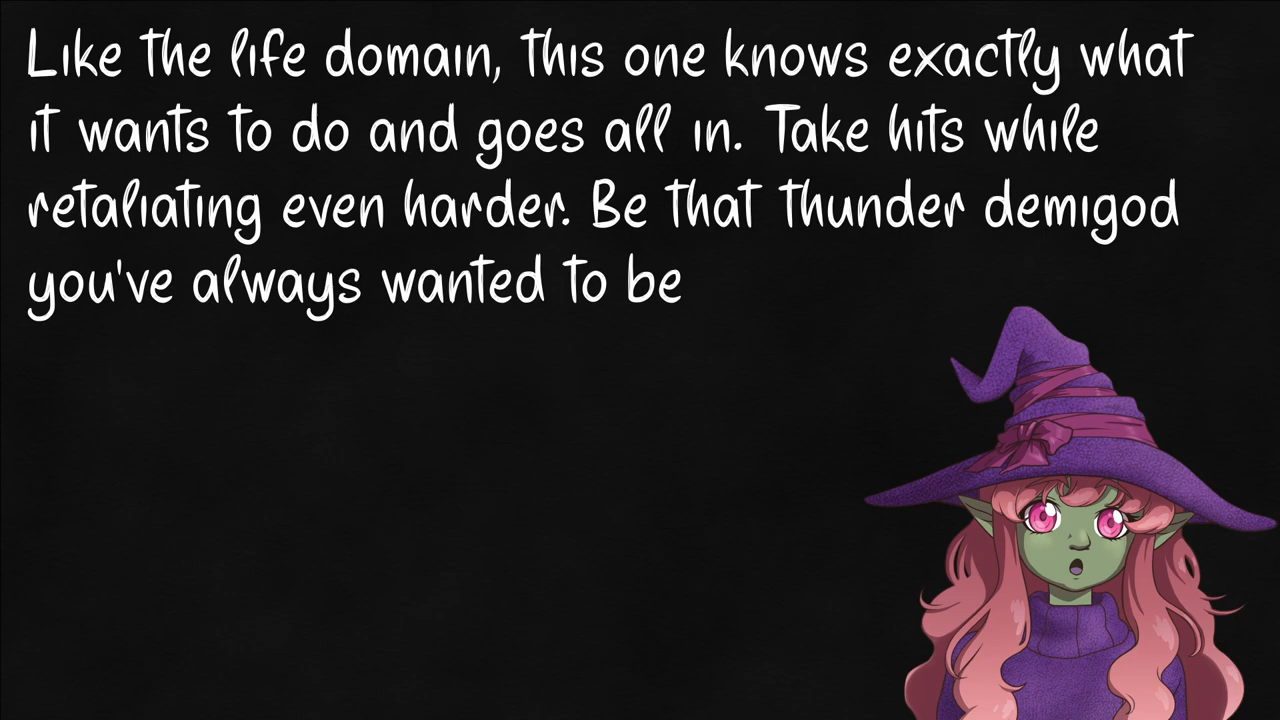 Like the life domain, this one knows exactly what
it wants to do and goes all in. Take hits while
retaliating even harder. Be that thunder demigod
you've always wanted to be